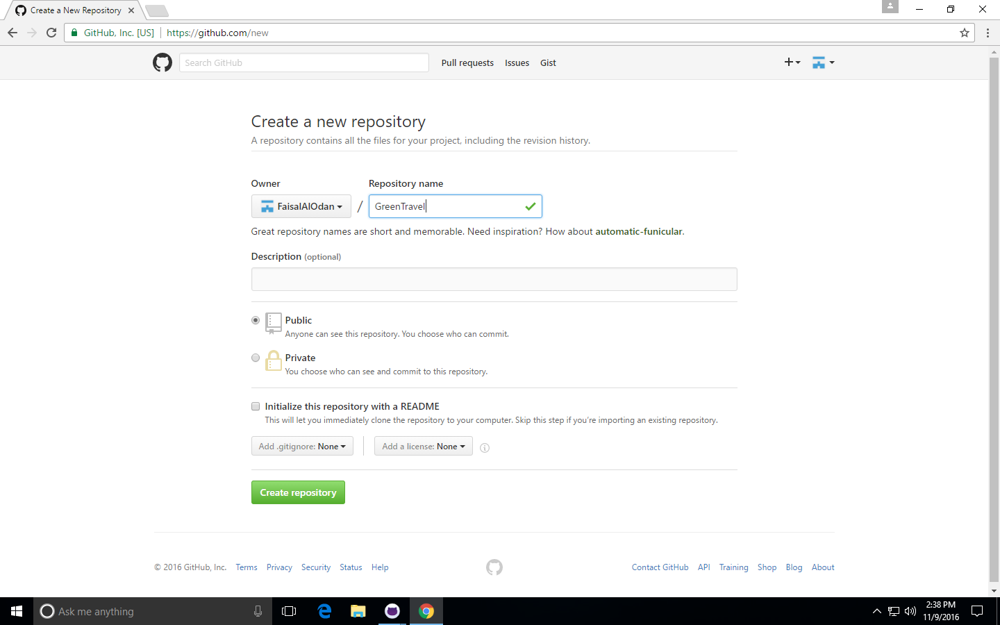 Create a New Repository
GitHub, Inc. [US] https://github.com/new
Search GitHub
Pull requests Issues Gist
Create a new repository
A repository contains all the files for your project, including the revision history.
Owner Repository name
FaisalAlOdan / GreenTravel
Great repository names are short and memorable. Need inspiration? How about automatic-funicular.
Description (optional)
Public
Anyone can see this repository. You choose who can commit.
Private
You choose who can see and commit to this repository.
Initialize this repository with a README
This will let you immediately clone the repository to your computer. Skip this step if you’re importing an existing repository.
Add .gitignore: None Add a license: None
Create repository
© 2016 GitHub, Inc. Terms Privacy Security Status Help Contact GitHub API Training Shop Blog About
Ask me anything
2:38 PM
11/9/2016